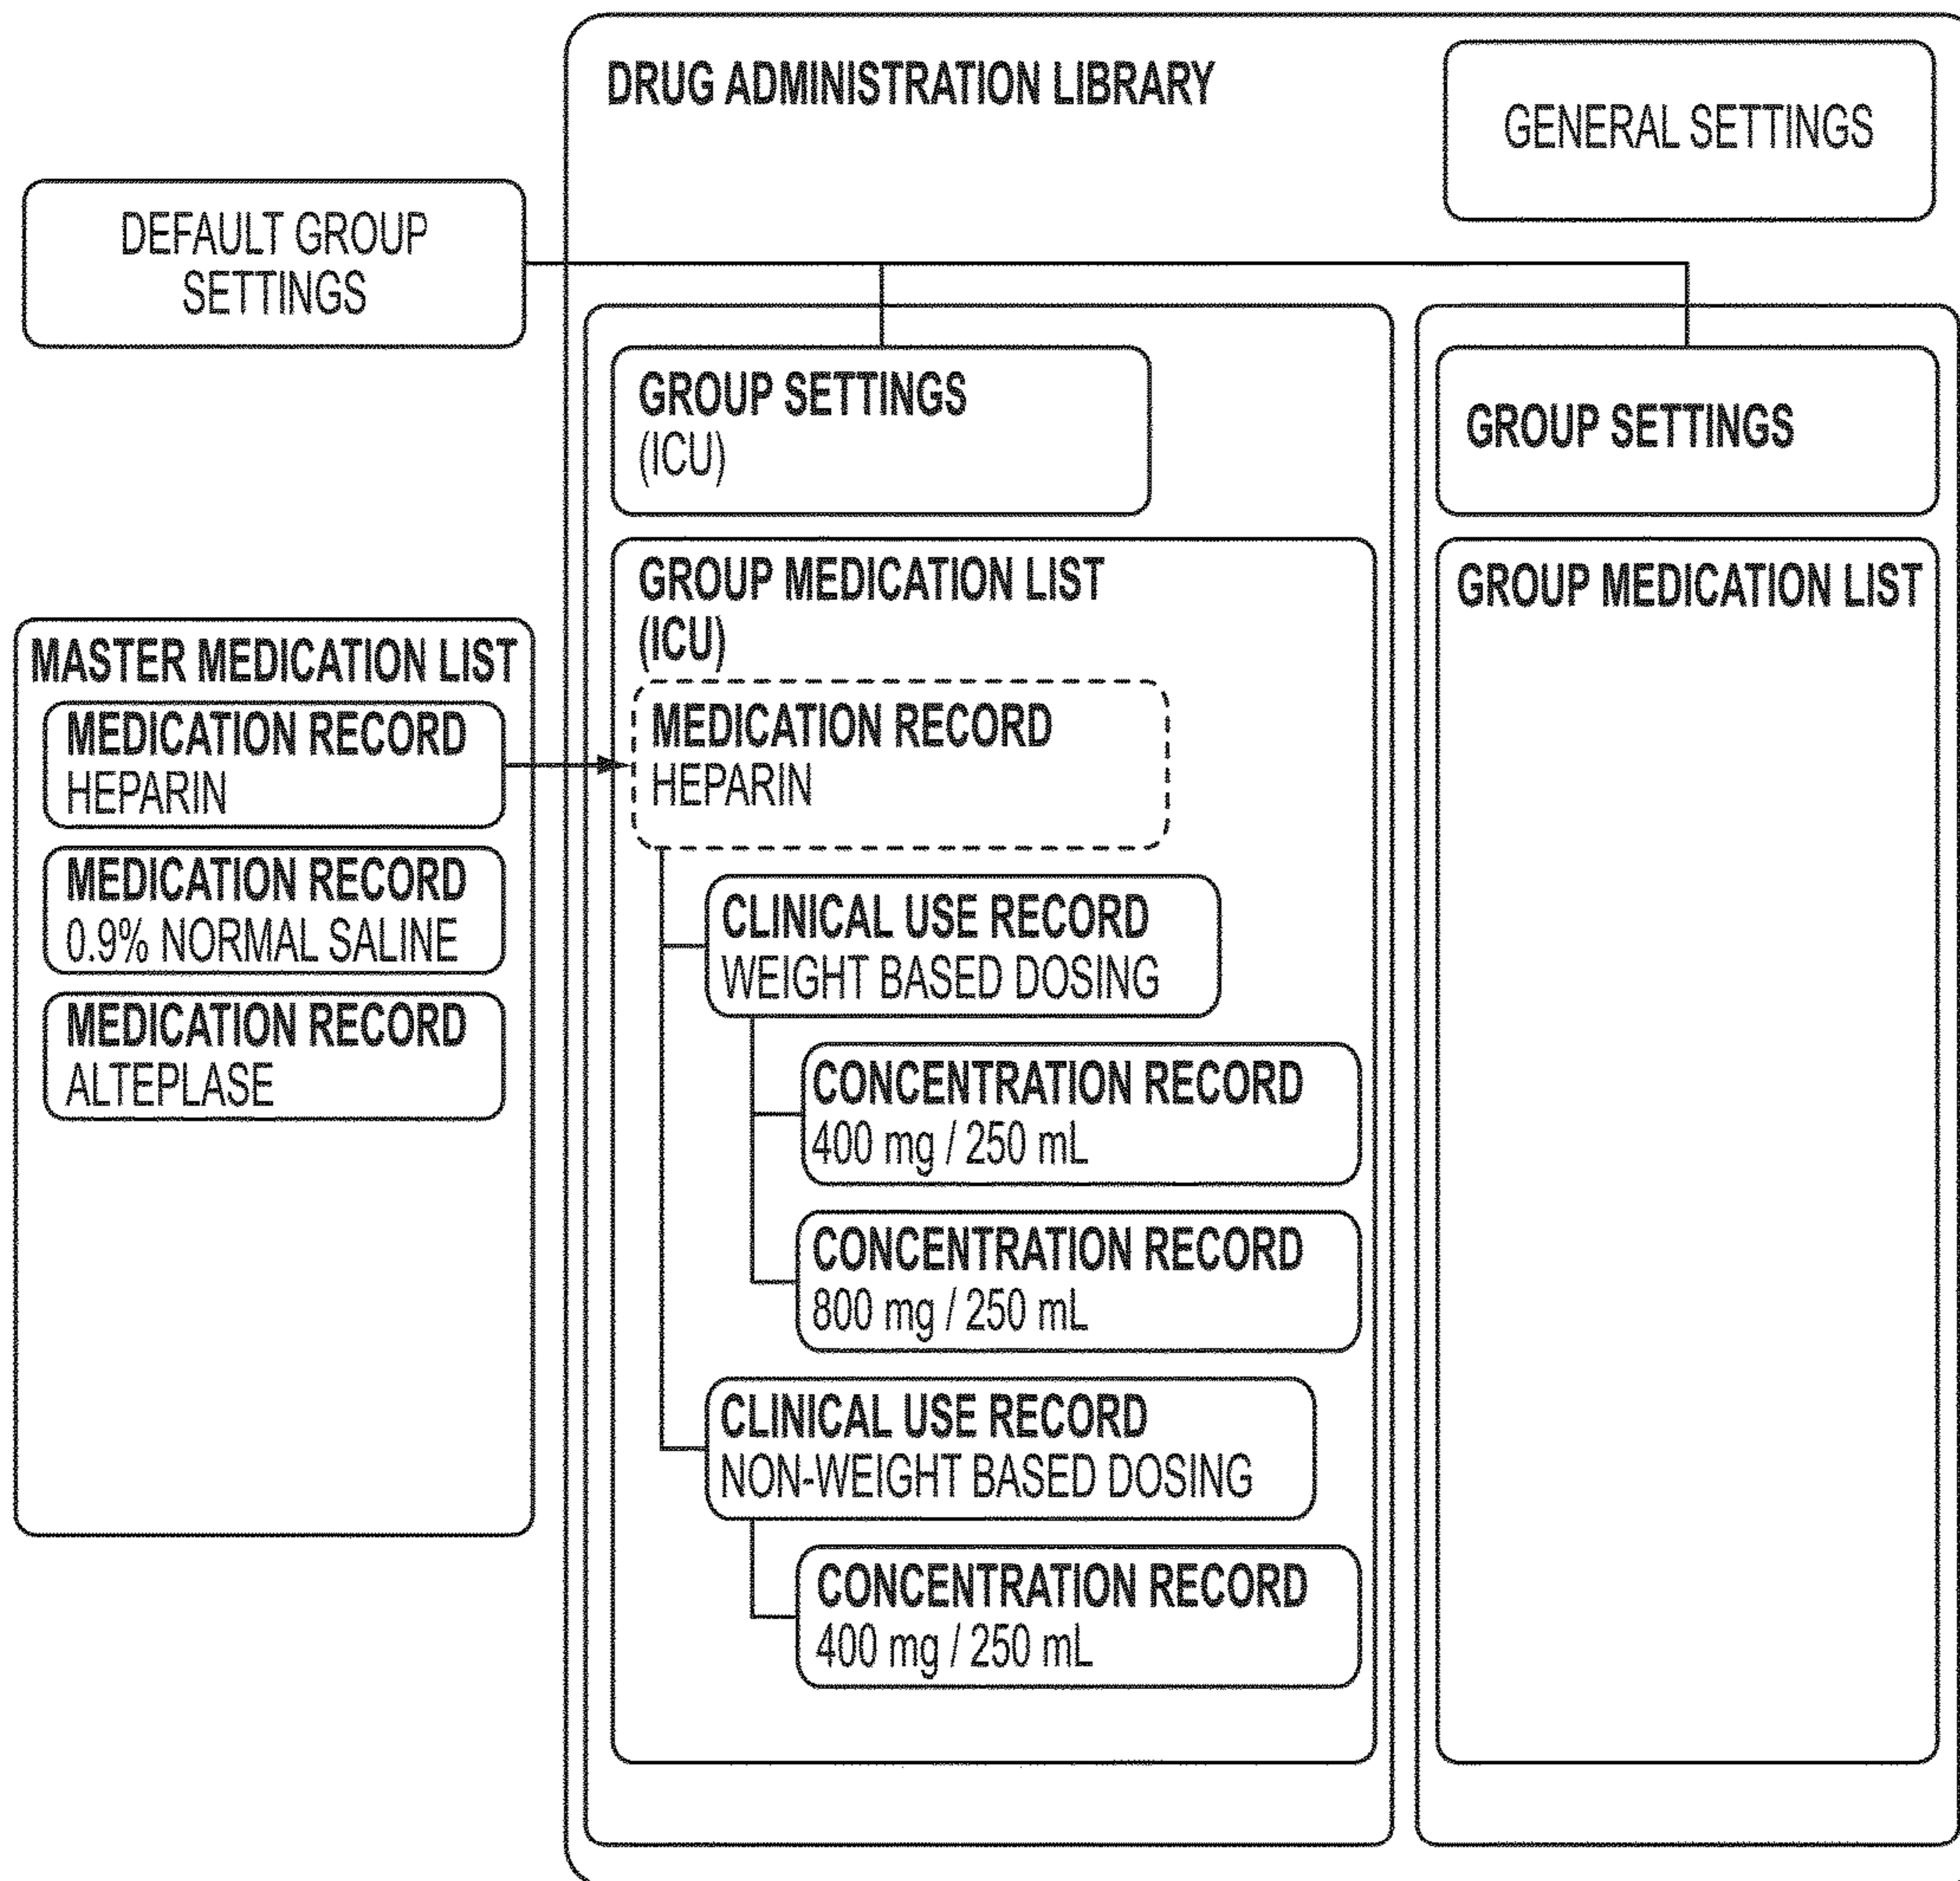 DRUG ADMINISTRATION LIBRARY
GENERAL SETTINGS
DEFAULT GROUP
SETTINGS
GROUP SETTINGS
(ICU)
GROUP SETTINGS
GROUP MEDICATION LIST
(ICU)
GROUP MEDICATION LIST
MASTER MEDICATION LIST
MEDICATION RECORD
HEPARIN
MEDICATION RECORD
0.9% NORMAL SALINE
MEDICATION RECORD
ALTEPLASE
MEDICATION RECORD
HEPARIN
CLINICAL USE RECORD
WEIGHT BASED DOSING
CONCENTRATION RECORD
400 mg / 250 mL
CONCENTRATION RECORD
800 mg / 250 mL
CLINICAL USE RECORD
NON-WEIGHT BASED DOSING
CONCENTRATION RECORD
400 mg / 250 mL